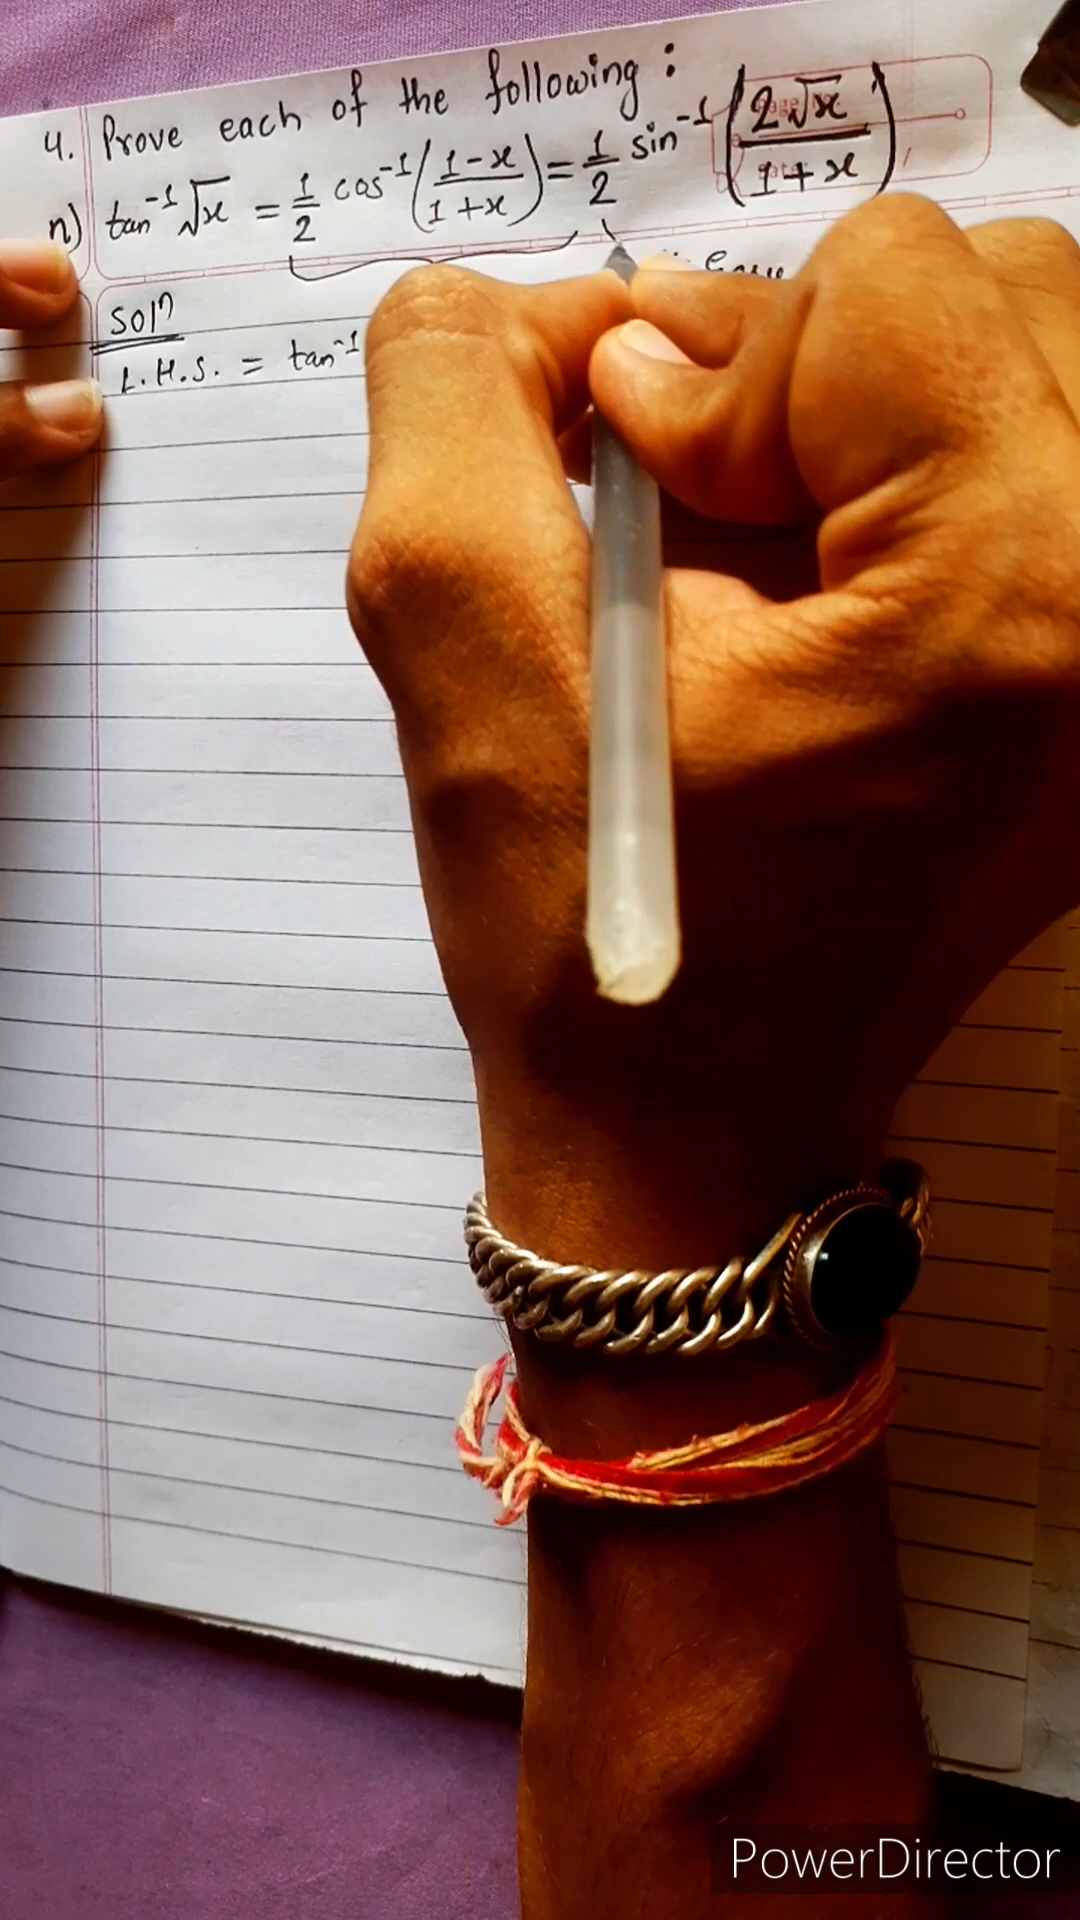 4. Prove each of the following :
n) tan⁻¹√x = 1/2 cos⁻¹(1-x/1+x) = 1/2 sin⁻¹(2√x/1+x)
Solⁿ
L.H.S. = tan⁻¹
PowerDirector